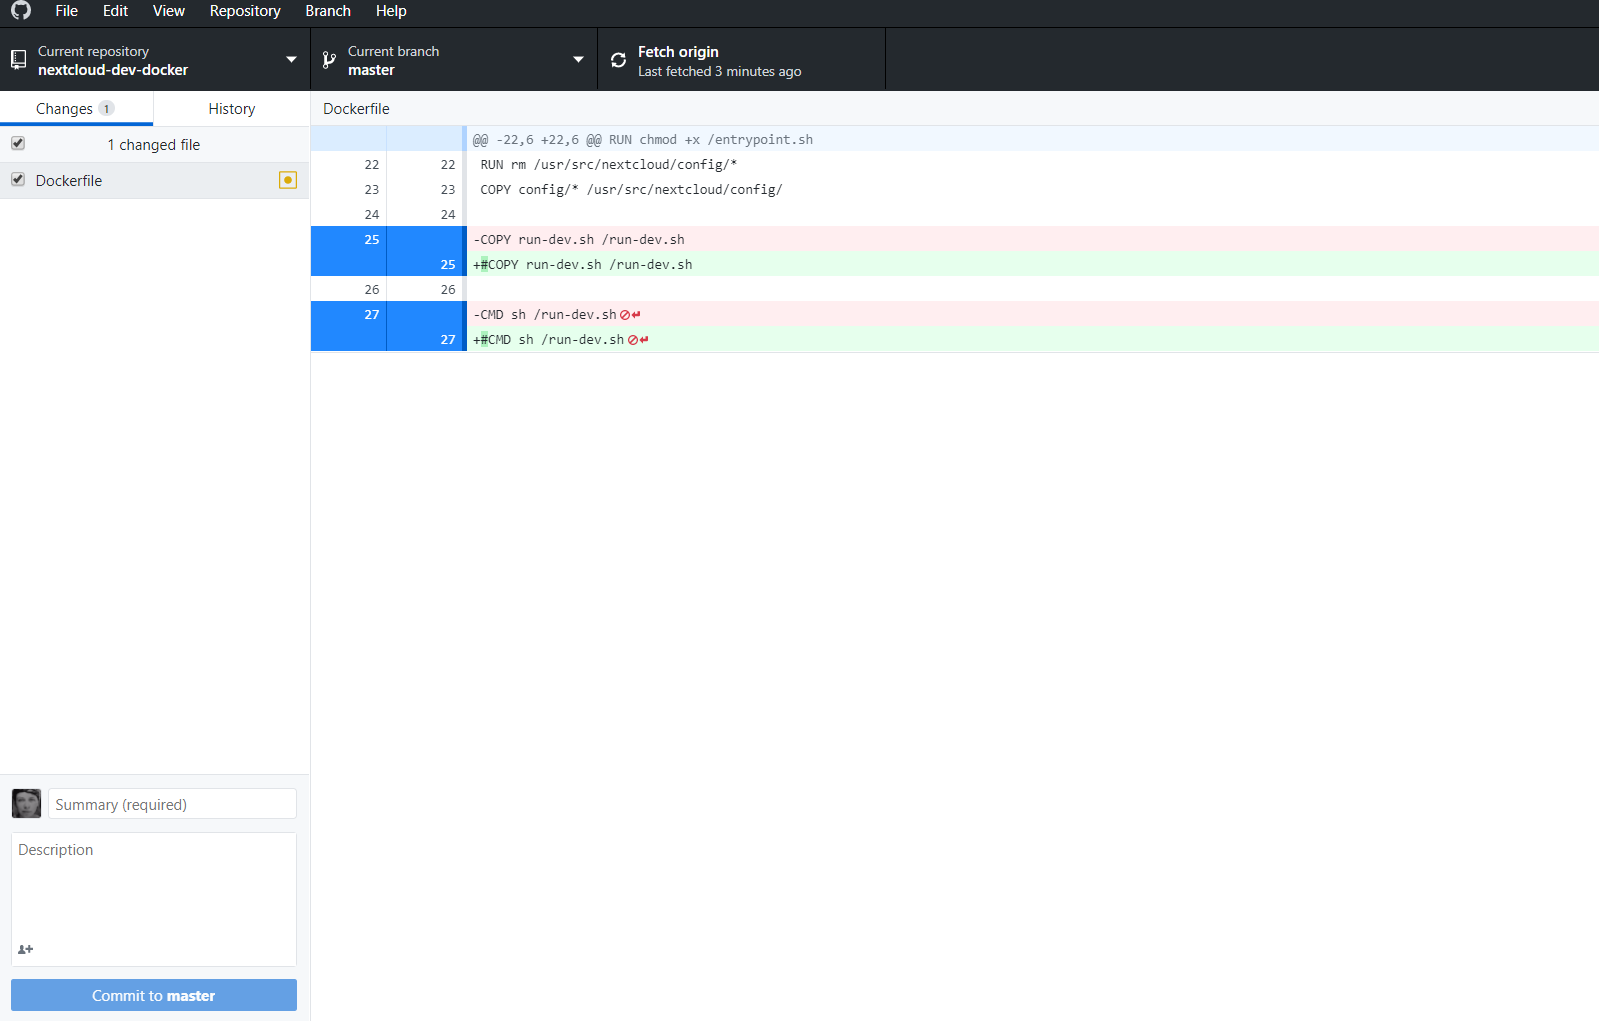 File Edit View Repository Branch Help
Current repository
nextcloud-dev-docker
Current branch
master
Fetch origin
Last fetched 3 minutes ago
Changes 1
History
Dockerfile
1 changed file
Dockerfile
@@ -22,6 +22,6 @@ RUN chmod +x /entrypoint.sh
22 22 RUN rm /usr/src/nextcloud/config/*
23 23 COPY config/* /usr/src/nextcloud/config/
24 24
25 -COPY run-dev.sh /run-dev.sh
25 +#COPY run-dev.sh /run-dev.sh
26 26
27 -CMD sh /run-dev.sh
27 +#CMD sh /run-dev.sh
Summary (required)
Description
Commit to master